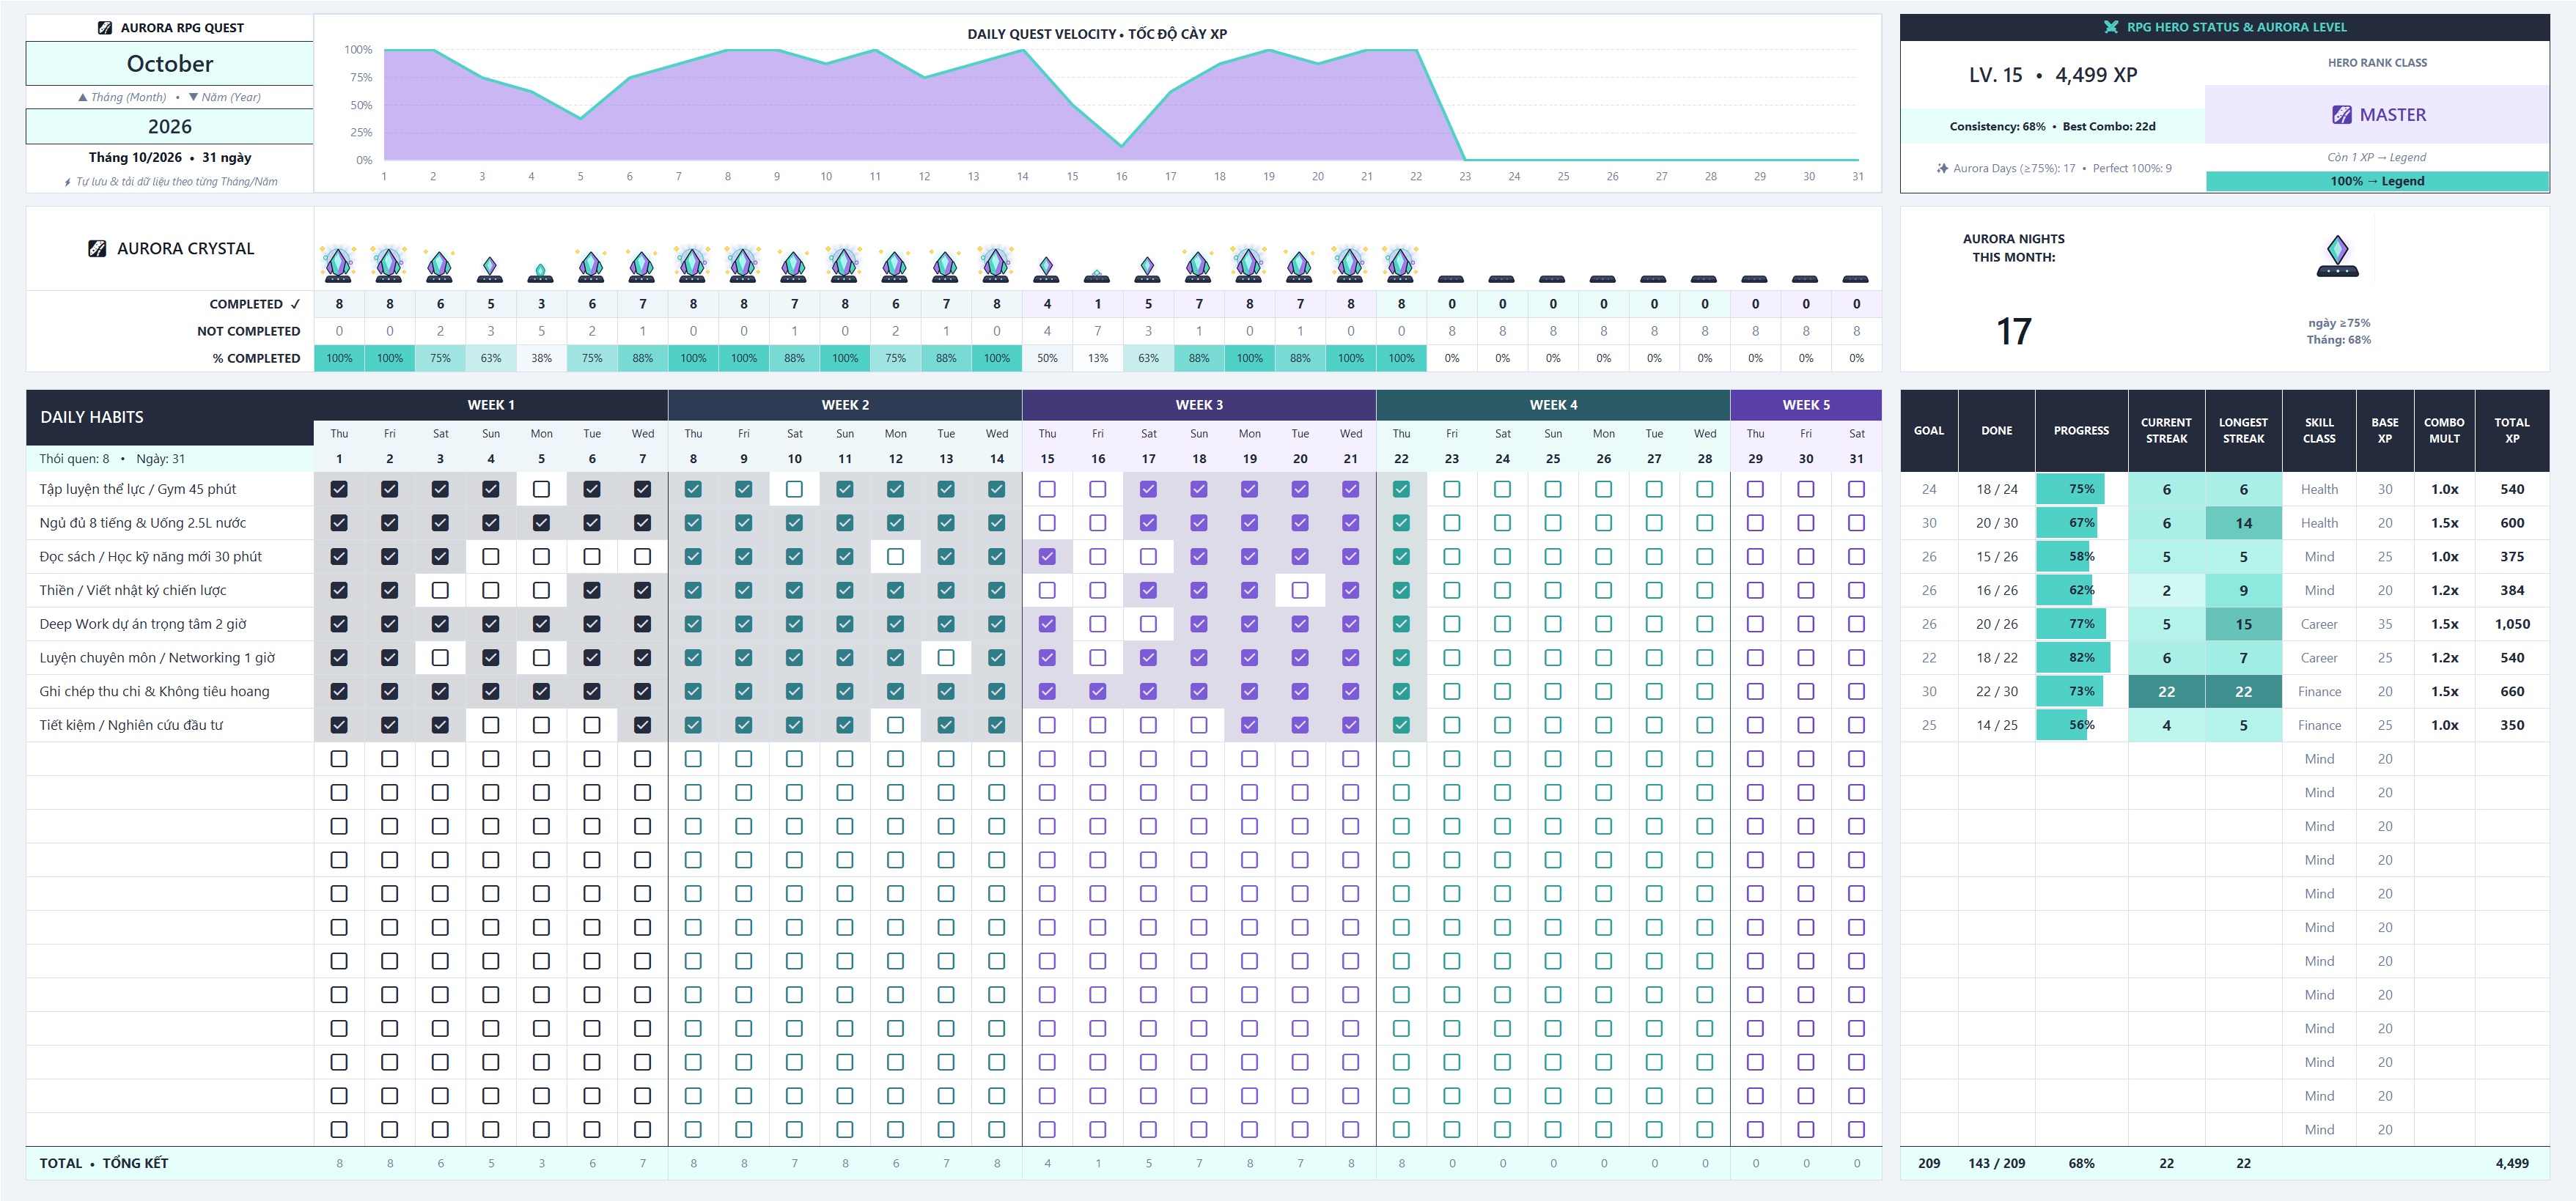 AURORA RPG QUEST
October
▲ Tháng (Month) • ▼ Năm (Year)
2026
Tháng 10/2026 • 31 ngày
Tự lưu & tải dữ liệu theo từng Tháng/Năm
DAILY QUEST VELOCITY • TỐC ĐỘ CÀY XP
100%
75%
50%
25%
0%
1 2 3 4 5 6 7 8 9 10 11 12 13 14 15 16 17 18 19 20 21 22 23 24 25 26 27 28 29 30 31
RPG HERO STATUS & AURORA LEVEL
LV. 15 • 4,499 XP
Consistency: 68% • Best Combo: 22d
Aurora Days (≥75%): 17 • Perfect 100%: 9
HERO RANK CLASS
MASTER
Còn 1 XP → Legend
100% → Legend
AURORA CRYSTAL
COMPLETED ✓ 8 8 6 5 3 6 7 8 8 7 8 6 7 8 4 1 5 7 8 7 8 8 0 0 0 0 0 0 0 0 0
NOT COMPLETED 0 0 2 3 5 2 1 0 0 1 0 2 1 0 4 7 3 1 0 1 0 0 8 8 8 8 8 8 8 8 8
% COMPLETED 100% 100% 75% 63% 38% 75% 88% 100% 100% 88% 100% 75% 88% 100% 50% 13% 63% 88% 100% 88% 100% 100% 0% 0% 0% 0% 0% 0% 0% 0% 0%
AURORA NIGHTS
THIS MONTH:
17
ngày ≥75%
Tháng: 68%
DAILY HABITS
WEEK 1 WEEK 2 WEEK 3 WEEK 4 WEEK 5
Thu Fri Sat Sun Mon Tue Wed Thu Fri Sat Sun Mon Tue Wed Thu Fri Sat Sun Mon Tue Wed Thu Fri Sat Sun Mon Tue Wed Thu Fri Sat
Thói quen: 8 • Ngày: 31
1 2 3 4 5 6 7 8 9 10 11 12 13 14 15 16 17 18 19 20 21 22 23 24 25 26 27 28 29 30 31
GOAL DONE PROGRESS CURRENT STREAK LONGEST STREAK SKILL CLASS BASE XP COMBO MULT TOTAL XP
Tập luyện thể lực / Gym 45 phút 24 18 / 24 75% 6 6 Health 30 1.0x 540
Ngủ đủ 8 tiếng & Uống 2.5L nước 30 20 / 30 67% 6 14 Health 20 1.5x 600
Đọc sách / Học kỹ năng mới 30 phút 26 15 / 26 58% 5 5 Mind 25 1.0x 375
Thiền / Viết nhật ký chiến lược 26 16 / 26 62% 2 9 Mind 20 1.2x 384
Deep Work dự án trọng tâm 2 giờ 26 20 / 26 77% 5 15 Career 35 1.5x 1,050
Luyện chuyên môn / Networking 1 giờ 22 18 / 22 82% 6 7 Career 25 1.2x 540
Ghi chép thu chi & Không tiêu hoang 30 22 / 30 73% 22 22 Finance 20 1.5x 660
Tiết kiệm / Nghiên cứu đầu tư 25 14 / 25 56% 4 5 Finance 25 1.0x 350
Mind 20
Mind 20
Mind 20
Mind 20
Mind 20
Mind 20
Mind 20
Mind 20
Mind 20
Mind 20
Mind 20
Mind 20
TOTAL • TỔNG KẾT 8 8 6 5 3 6 7 8 8 7 8 6 7 8 4 1 5 7 8 7 8 8 0 0 0 0 0 0 0 0 0 209 143 / 209 68% 22 22 4,499